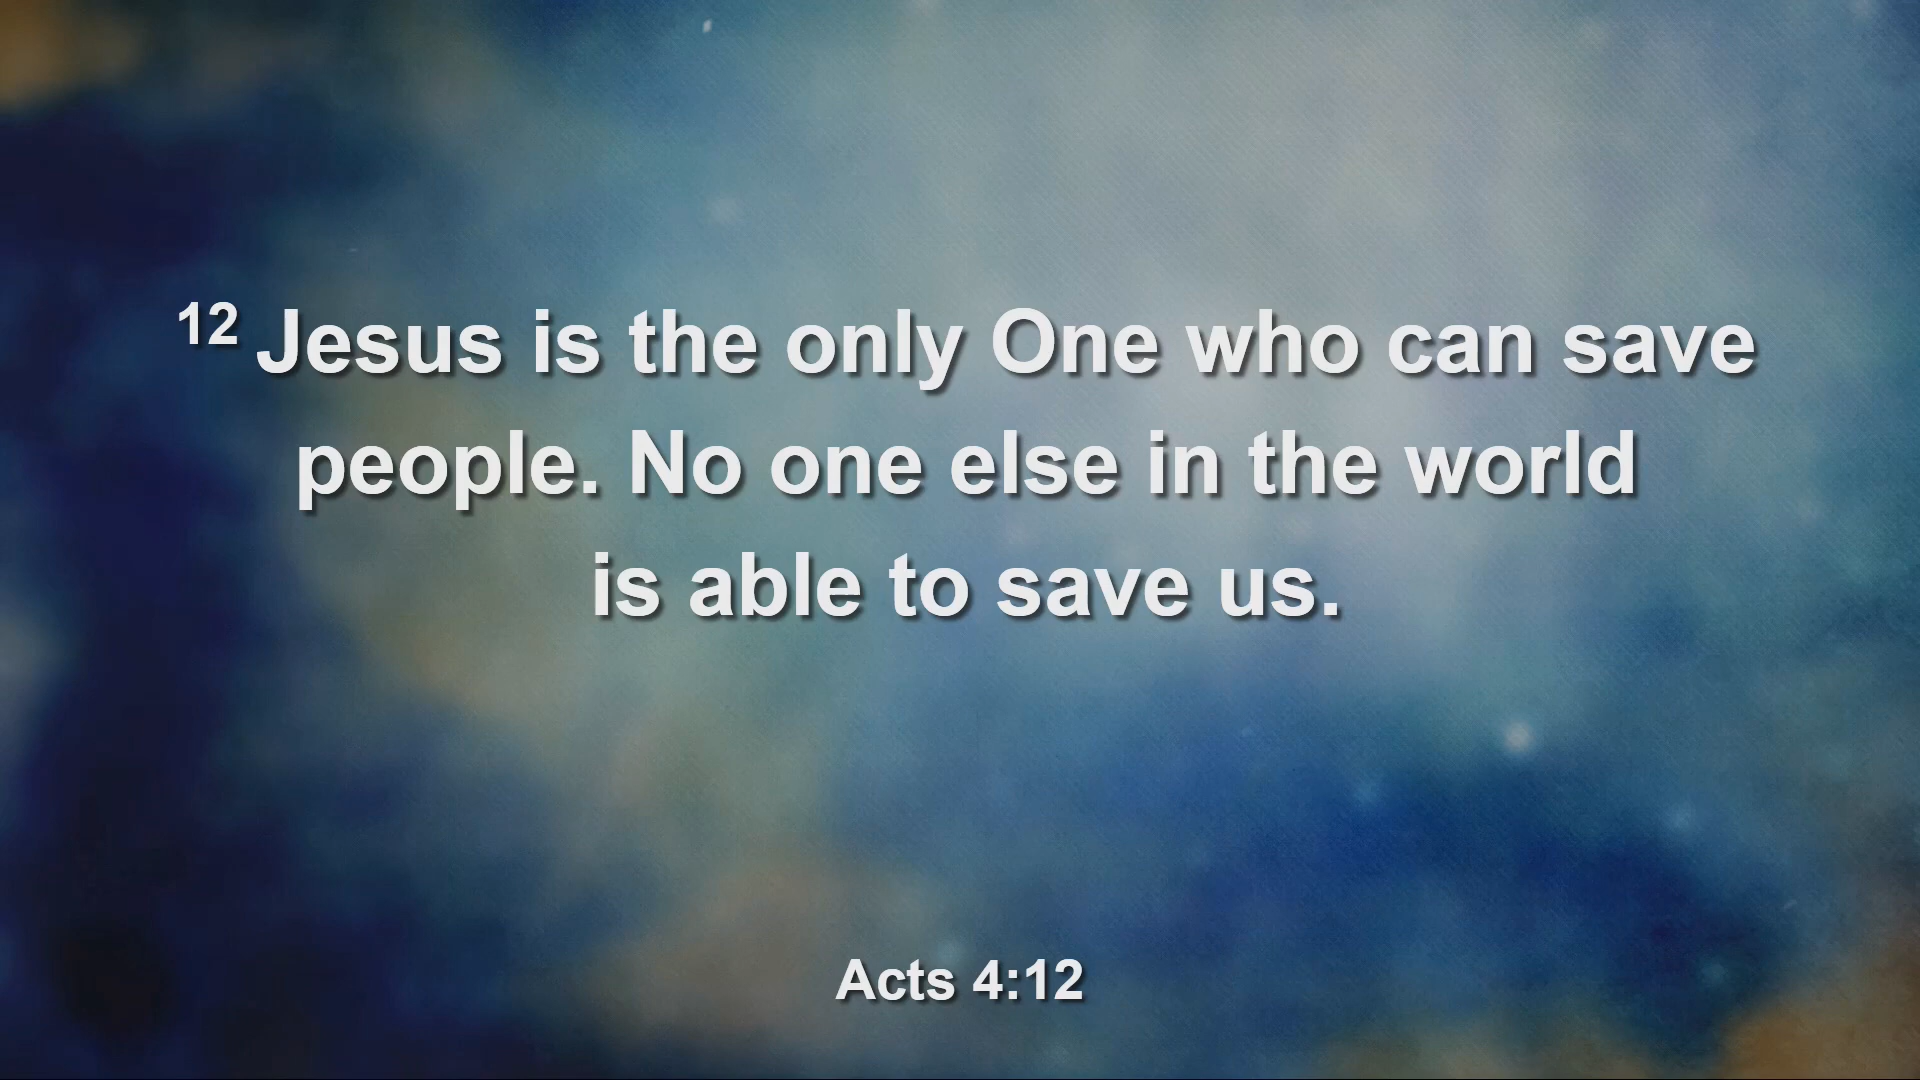 12 Jesus is the only One who can save
people. No one else in the world
is able to save us.
Acts 4:12